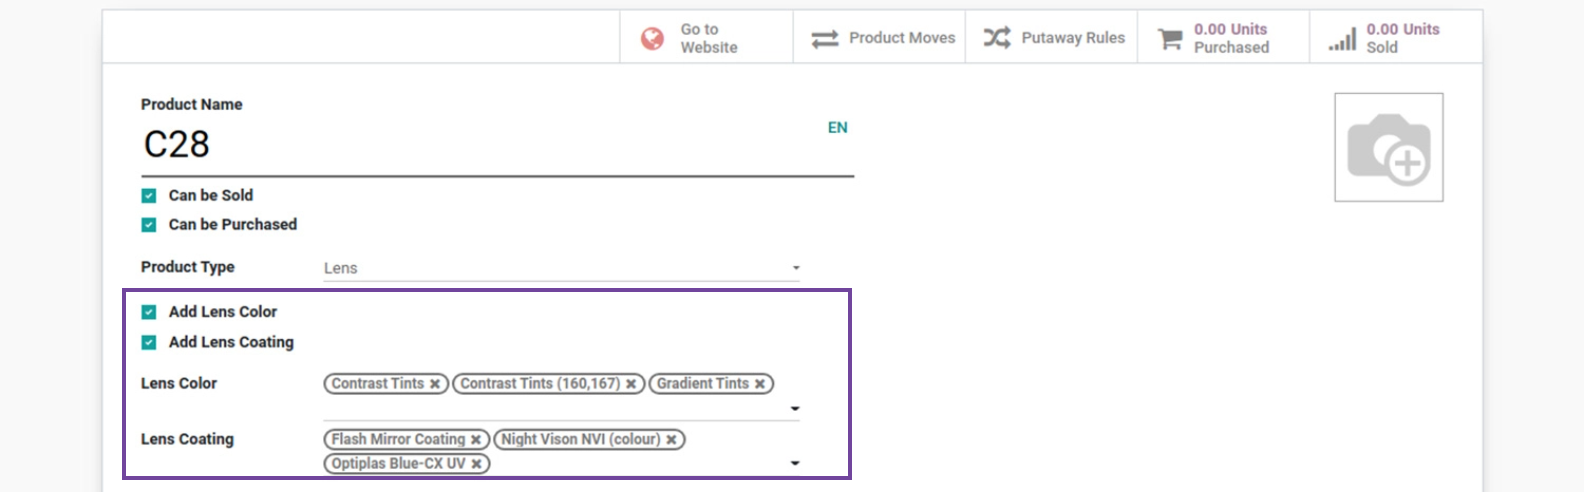 Go to
Website
Product Moves
Putaway Rules
0.00 Units
Purchased
0.00 Units
Sold
Product Name
C28
EN
Can be Sold
Can be Purchased
Product Type Lens
Add Lens Color
Add Lens Coating
Lens Color Contrast Tints × Contrast Tints (160,167) × Gradient Tints ×
Lens Coating Flash Mirror Coating × Night Vison NVI (colour) ×
Optiplas Blue-CX UV ×